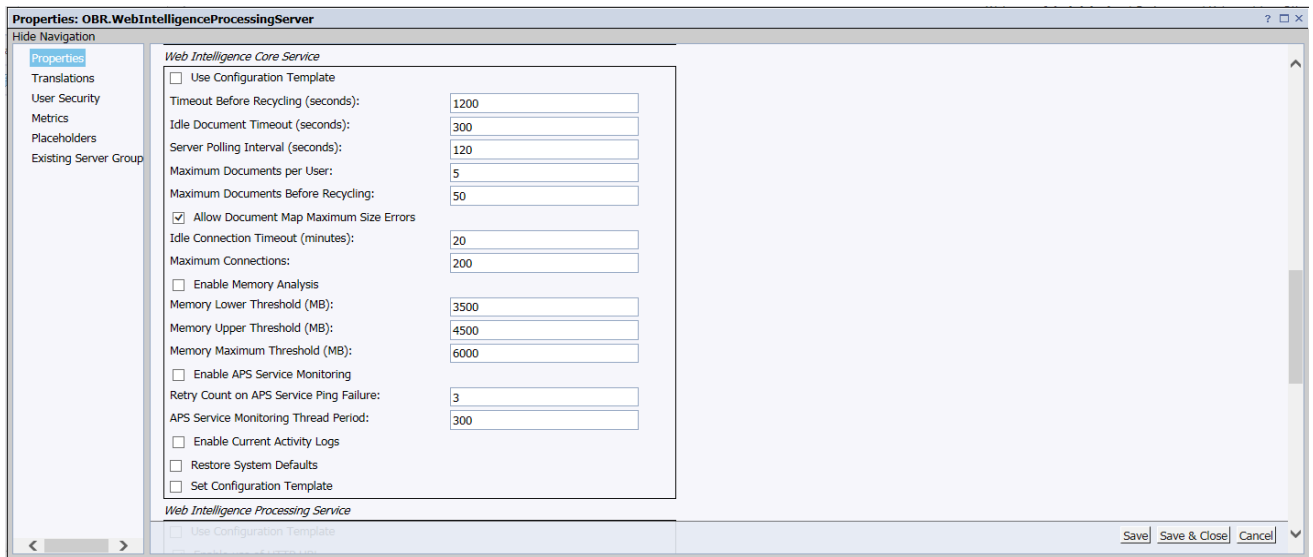 Properties: OBR.WebIntelligenceProcessingServer
Hide Navigation
Properties
Translations
User Security
Metrics
Placeholders
Existing Server Group
Web Intelligence Core Service
Use Configuration Template
Timeout Before Recycling (seconds): 1200
Idle Document Timeout (seconds): 300
Server Polling Interval (seconds): 120
Maximum Documents per User: 5
Maximum Documents Before Recycling: 50
Allow Document Map Maximum Size Errors
Idle Connection Timeout (minutes): 20
Maximum Connections: 200
Enable Memory Analysis
Memory Lower Threshold (MB): 3500
Memory Upper Threshold (MB): 4500
Memory Maximum Threshold (MB): 6000
Enable APS Service Monitoring
Retry Count on APS Service Ping Failure: 3
APS Service Monitoring Thread Period: 300
Enable Current Activity Logs
Restore System Defaults
Set Configuration Template
Web Intelligence Processing Service
Use Configuration Template
Save Save & Close Cancel